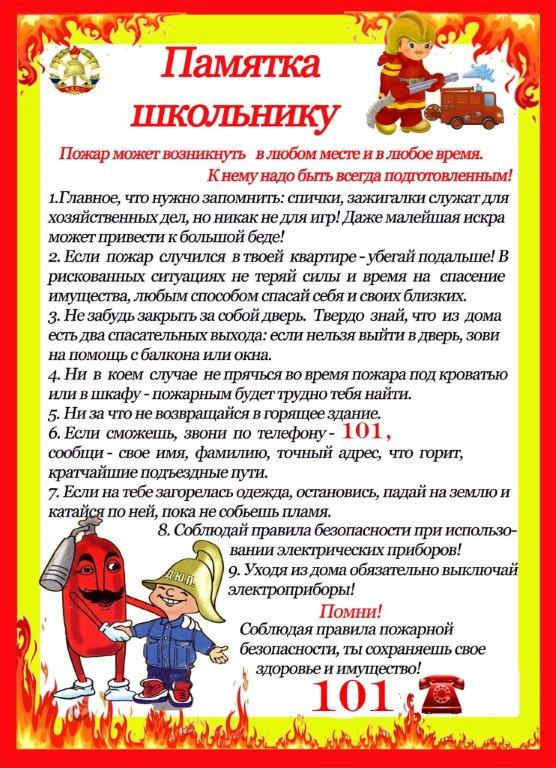 Памятка
школьнику
Пожар может возникнуть в любом месте и в любое время.
К нему надо быть всегда подготовленным!
1.Главное, что нужно запомнить: спички, зажигалки служат для
хозяйственных дел, но никак не для игр! Даже малейшая искра
может привести к большой беде!
2. Если пожар случился в твоей квартире - убегай подальше! В
рискованных ситуациях не теряй силы и время на спасение
имущества, любым способом спасай себя и своих близких.
3. Не забудь закрыть за собой дверь. Твердо знай, что из дома
есть два спасательных выхода: если нельзя выйти в дверь, зови
на помощь с балкона или окна.
4. Ни в коем случае не прячься во время пожара под кроватью
или в шкафу - пожарным будет трудно тебя найти.
5. Ни за что не возвращайся в горящее здание.
6. Если сможешь, звони по телефону - 101,
сообщи - свое имя, фамилию, точный адрес, что горит,
кратчайшие подъездные пути.
7. Если на тебе загорелась одежда, остановись, падай на землю и
катайся по ней, пока не собьешь пламя.
8. Соблюдай правила безопасности при использо-
вании электрических приборов!
9. Уходя из дома обязательно выключай
электроприборы!
Д.Ю.П.
Помни!
Соблюдая правила пожарной
безопасности, ты сохраняешь свое
здоровье и имущество!
101